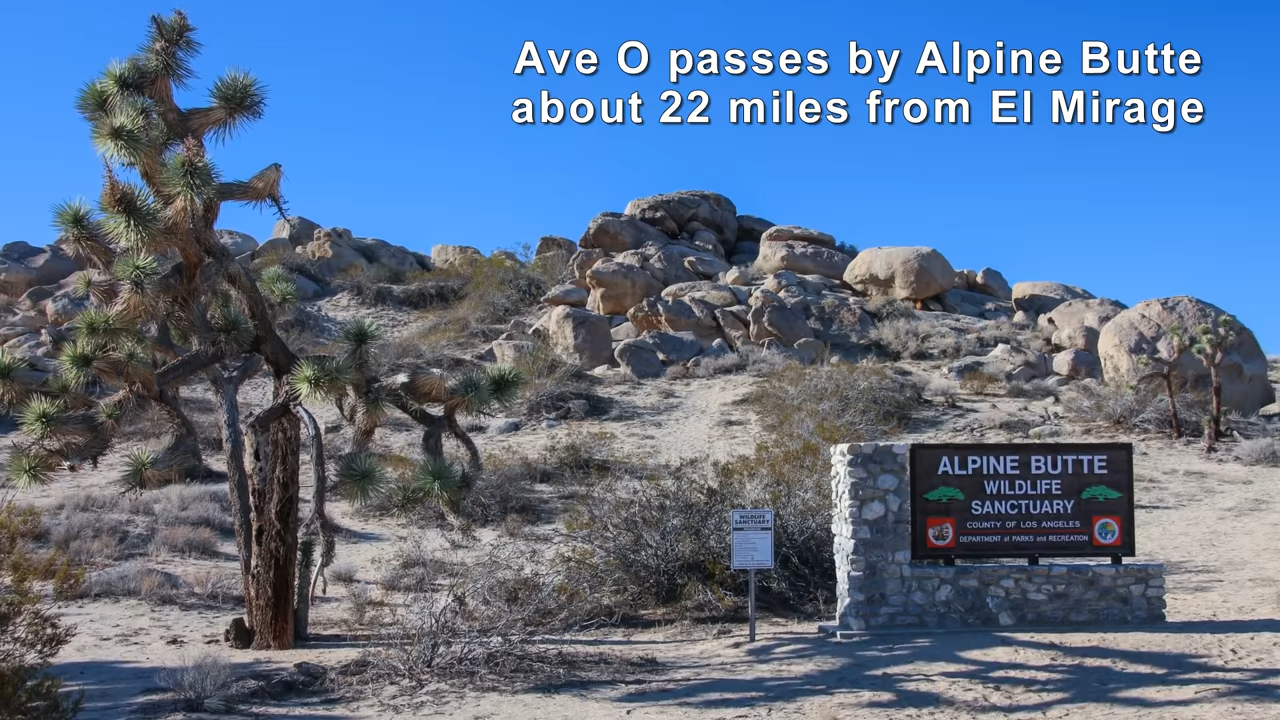 Ave O passes by Alpine Butte
about 22 miles from El Mirage
ALPINE BUTTE
WILDLIFE
SANCTUARY
COUNTY OF LOS ANGELES
DEPARTMENT of PARKS and RECREATION
WILDLIFE
SANCTUARY